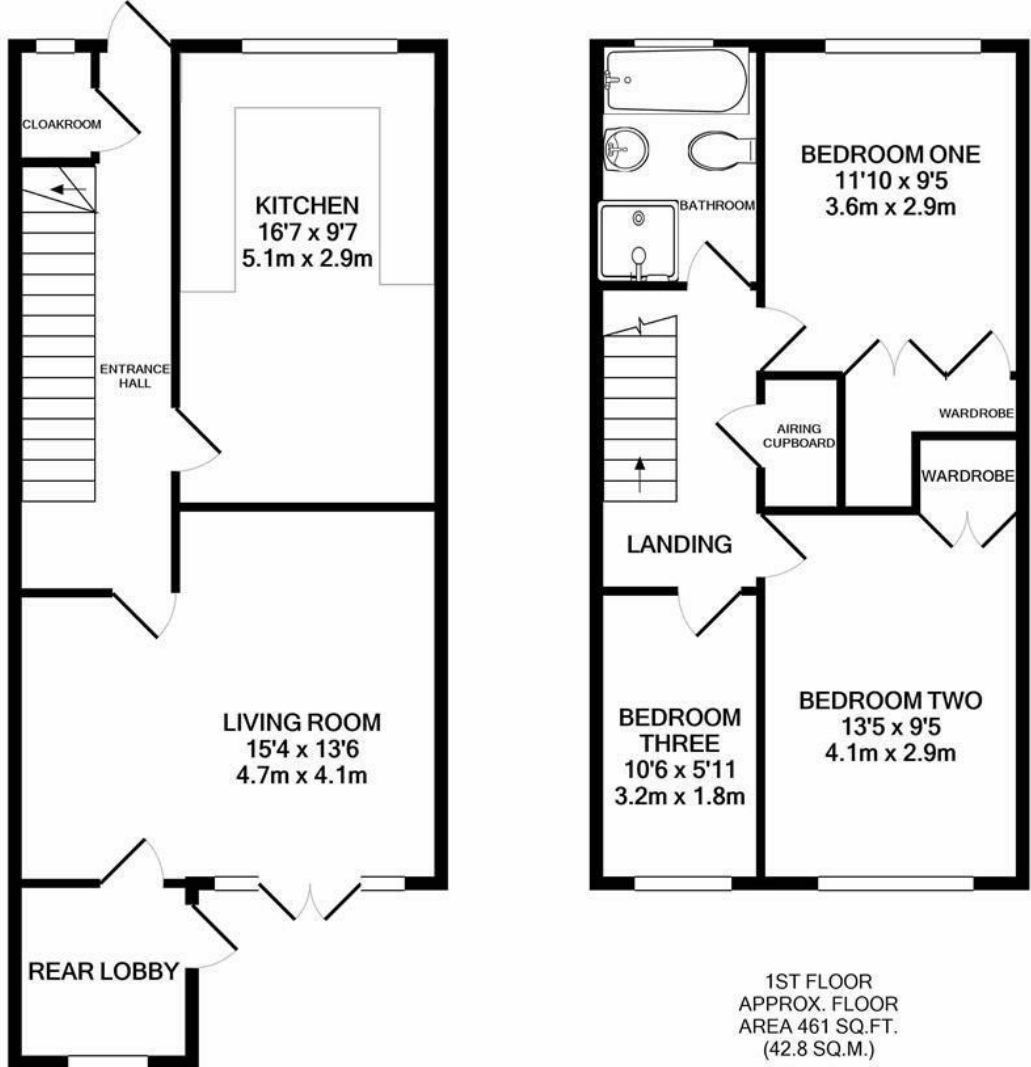 CLOAKROOM
KITCHEN
16'7 x 9'7
5.1m x 2.9m
ENTRANCE
HALL
LIVING ROOM
15'4 x 13'6
4.7m x 4.1m
REAR LOBBY
BATHROOM
BEDROOM ONE
11'10 x 9'5
3.6m x 2.9m
WARDROBE
AIRING
CUPBOARD
WARDROBE
LANDING
BEDROOM TWO
13'5 x 9'5
4.1m x 2.9m
BEDROOM
THREE
10'6 x 5'11
3.2m x 1.8m
1ST FLOOR
APPROX. FLOOR
AREA 461 SQ.FT.
(42.8 SQ.M.)